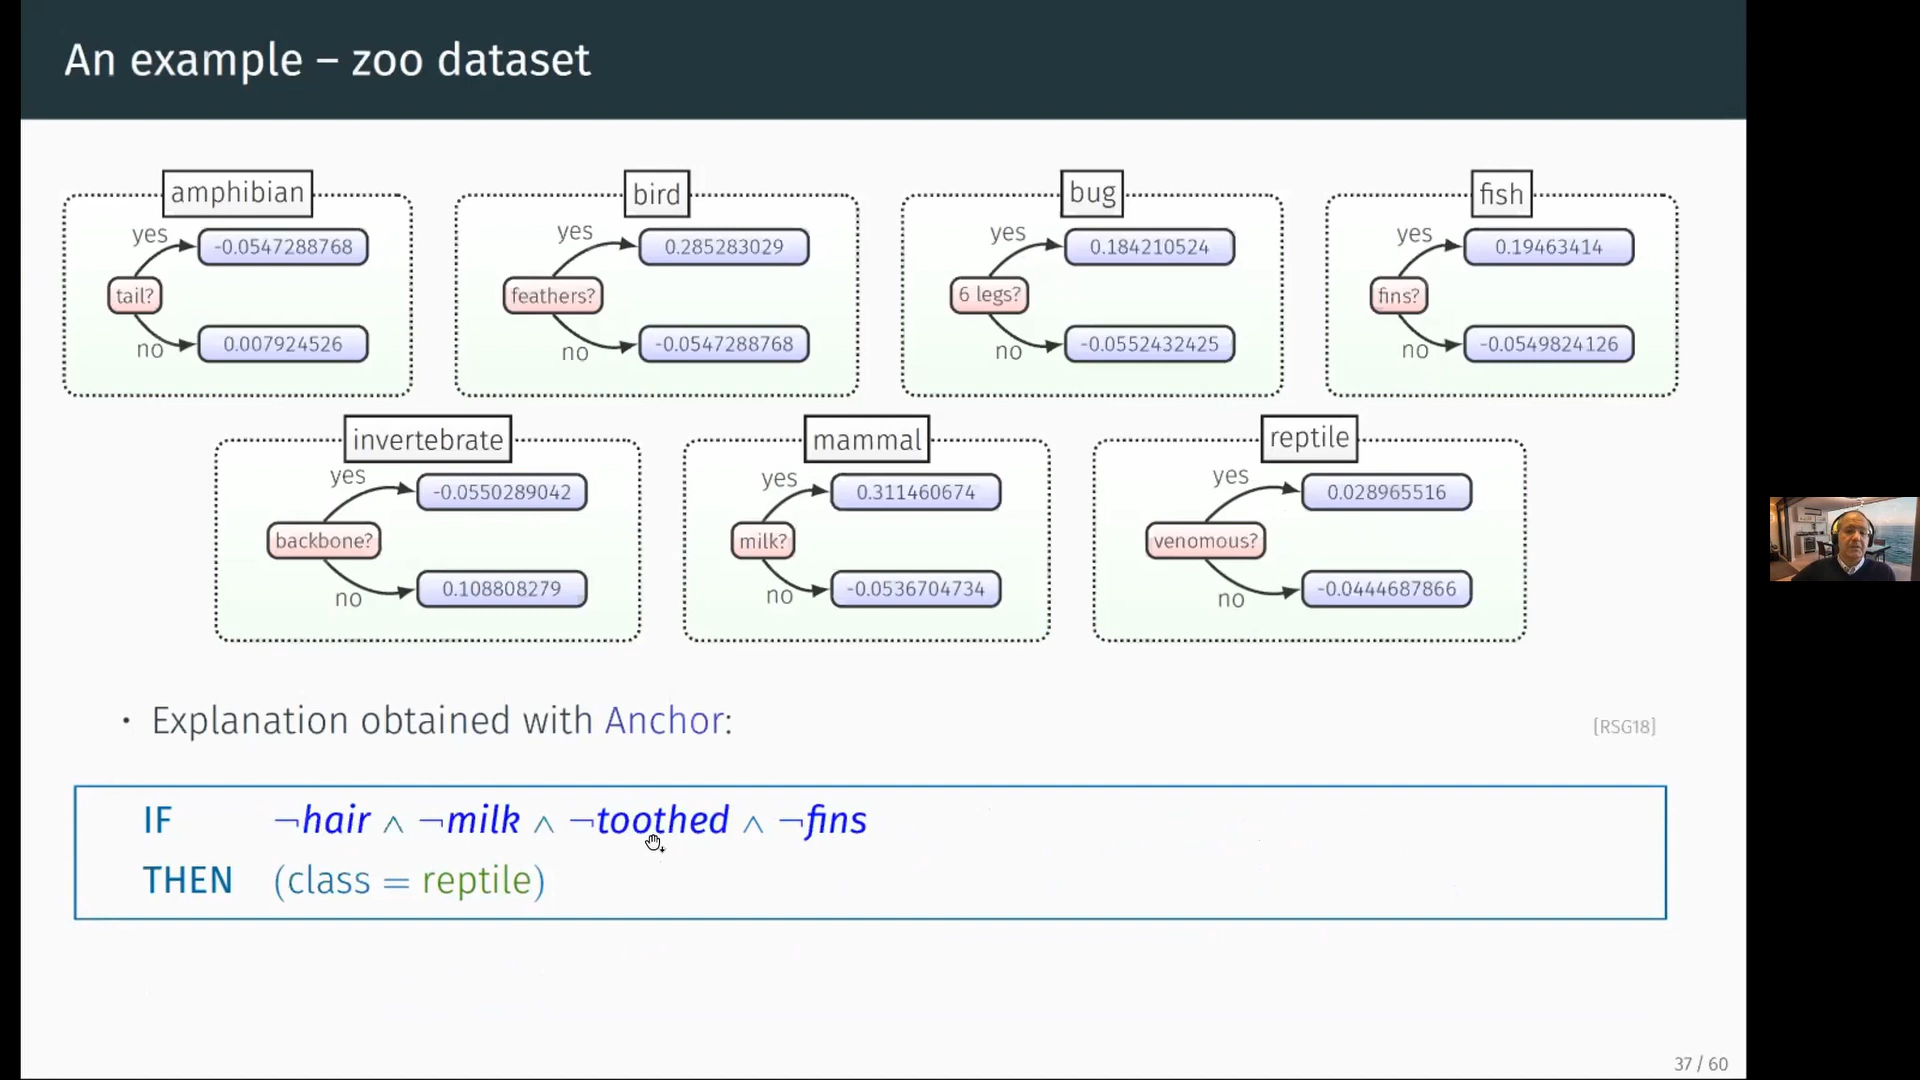 An example – zoo dataset
amphibian
yes
-0.0547288768
tail?
no
0.007924526
bird
yes
0.285283029
feathers?
no
-0.0547288768
bug
yes
0.184210524
6 legs?
no
-0.0552432425
fish
yes
0.19463414
fins?
no
-0.0549824126
invertebrate
yes
-0.0550289042
backbone?
no
0.108808279
mammal
yes
0.311460674
milk?
no
-0.0536704734
reptile
yes
0.028965516
venomous?
no
-0.0444687866
• Explanation obtained with Anchor:
[RSG18]
IF ¬hair ∧ ¬milk ∧ ¬toothed ∧ ¬fins
THEN (class = reptile)
37 / 60